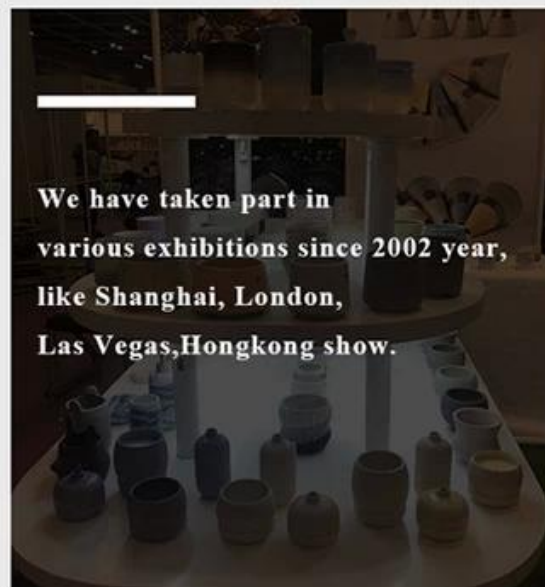 We have taken part in
various exhibitions since 2002 year,
like Shanghai, London,
Las Vegas,Hongkong show.